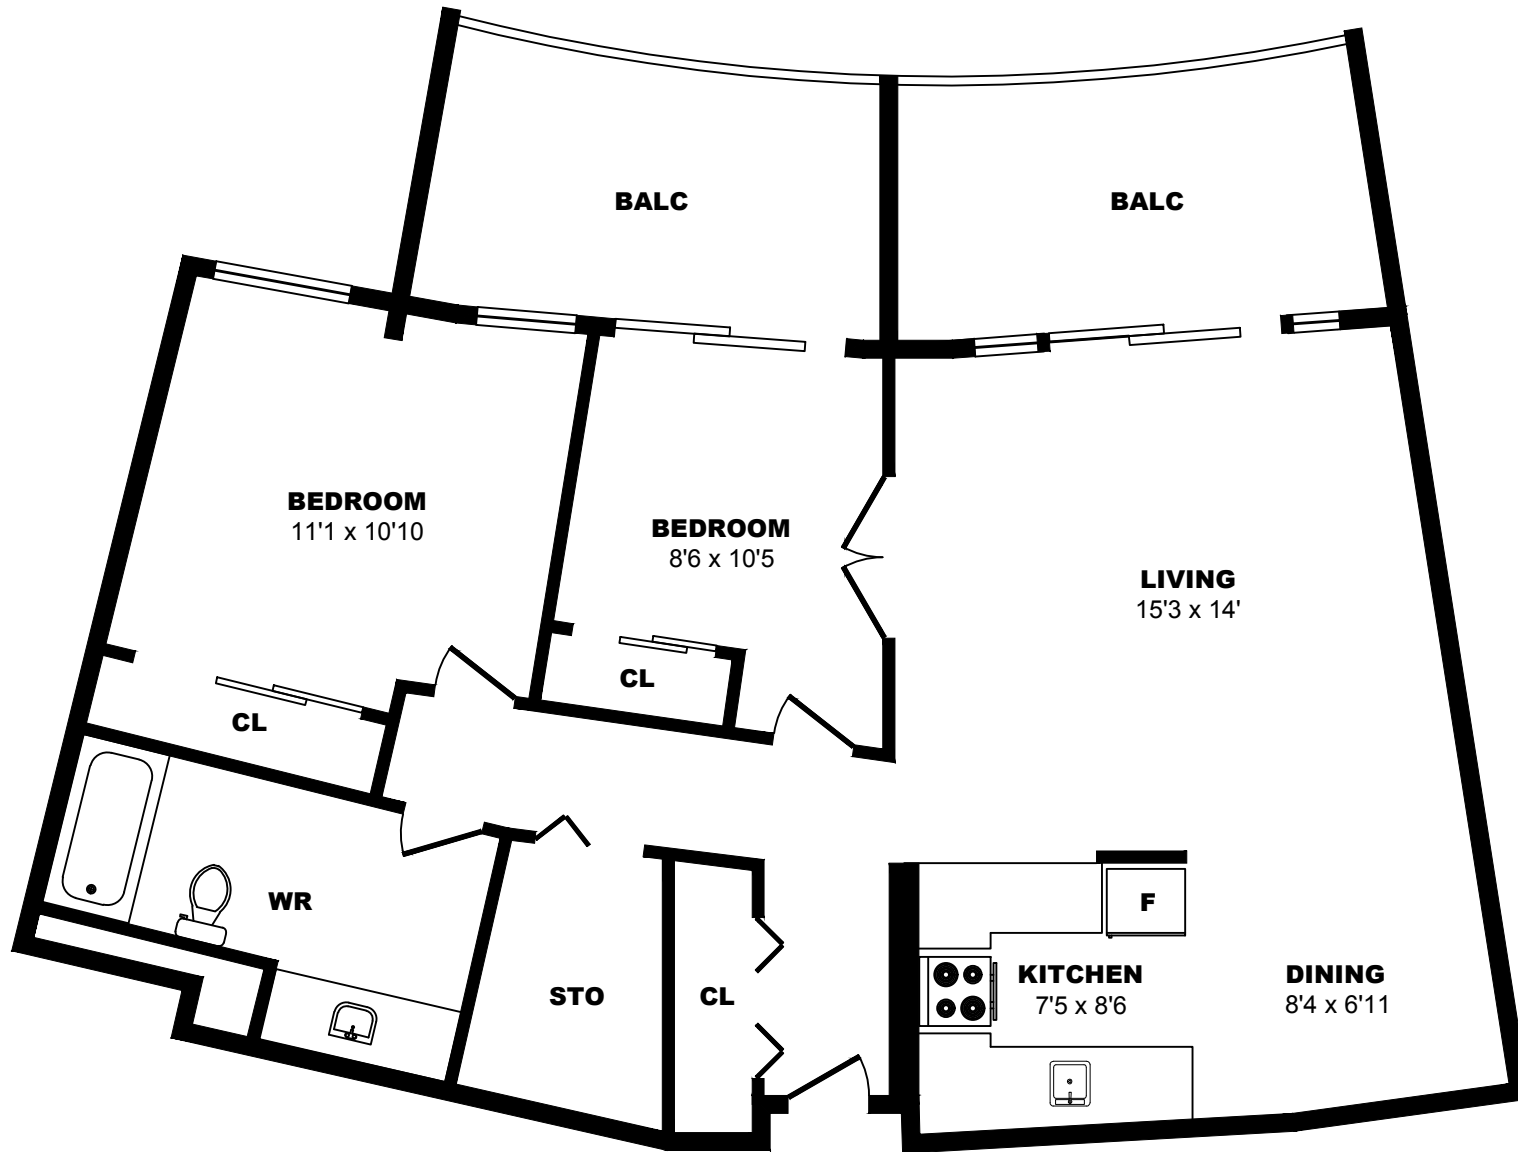 BALC
BALC
BEDROOM
11'1 x 10'10
BEDROOM
8'6 x 10'5
LIVING
15'3 x 14'
CL
CL
WR
F
STO
CL
KITCHEN
7'5 x 8'6
DINING
8'4 x 6'11